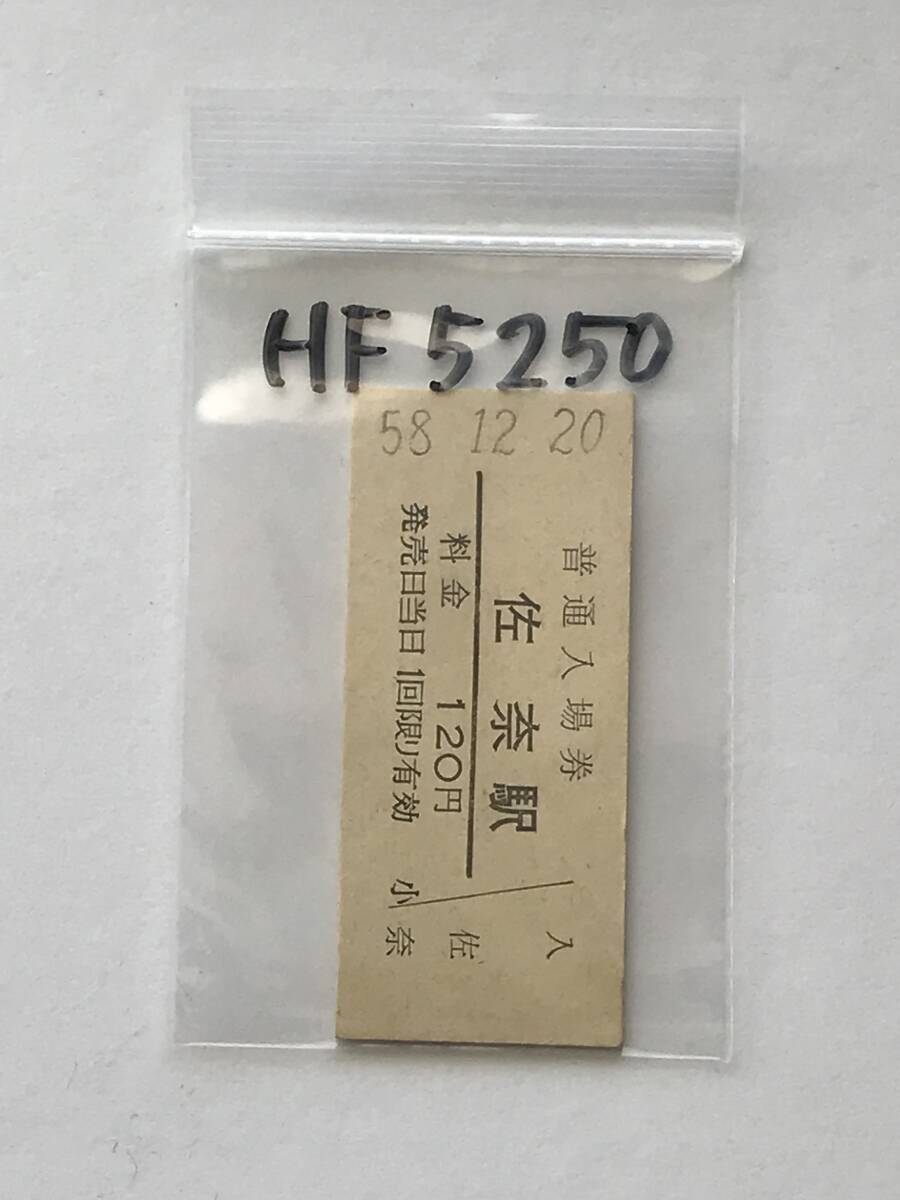 HF 5250
58 12 20
普通入場券
佐奈駅
料金 120円
発売日当日1回限り有効
入
小
佐
奈